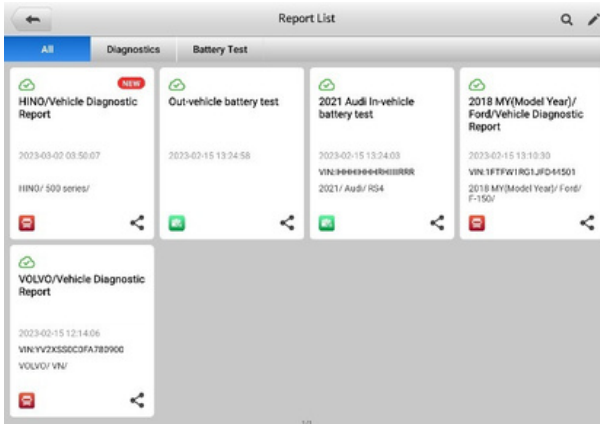 Report List
All
Diagnostics
Battery Test
NEW
HINO/Vehicle Diagnostic
Report
2023-03-02 03:50:07
HINO/ 500 series/
Out-vehicle battery test
2023-02-15 13:24:58
2021 Audi In-vehicle
battery test
2023-02-15 13:24:03
2021/ Audi/ RS4
2018 MY(Model Year)/
Ford/Vehicle Diagnostic
Report
2023-02-15 13:10:30
VIN:1FTFW1RG1JFD44501
2018 MY(Model Year)/ Ford/
F-150/
VOLVO/Vehicle Diagnostic
Report
2023-02-15 12:14:06
VIN:YV2XSS0C0FA780900
VOLVO/ VN/